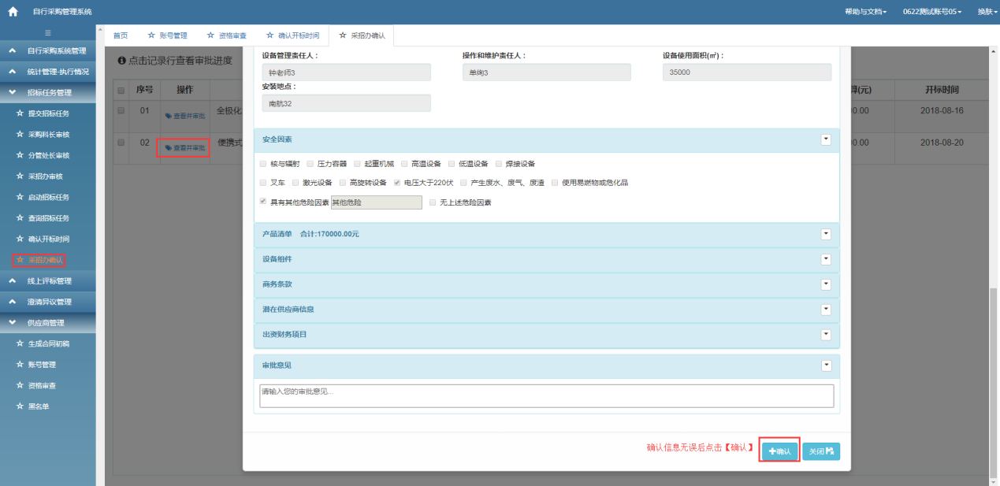 自行采购管理系统
帮助与文档
0622测试账号05
换肤
首页
账号管理
资格审查
确认开标时间
采招办确认
自行采购系统管理
统计管理-执行情况
招标任务管理
提交招标任务
采购科长审核
分管处长审核
采招办审核
启动招标任务
查询招标任务
确认开标时间
采招办确认
线上评标管理
澄清异议管理
供应商管理
生成合同初稿
账号管理
资格审查
黑名单
点击记录行查看审批进度
序号 操作
01 查看并审批 全极化
02 查看并审批 便携式
算(元) 开标时间
0.00 2018-08-16
0.00 2018-08-20
设备管理责任人： 操作和维护责任人： 设备使用面积(㎡)：
钟老师3 单绚3 35000
安装地点：
南航32
安全因素
核与辐射 压力容器 起重机械 高温设备 低温设备 焊接设备
叉车 激光设备 高旋转设备 电压大于220伏 产生废水、废气、废渣 使用易燃物或危化品
具有其他危险因素 其他危险 无上述危险因素
产品清单 合计:170000.00元
设备组件
商务条款
潜在供应商信息
出资财务项目
审批意见
请输入您的审批意见...
确认信息无误后点击【确认】
确认
关闭